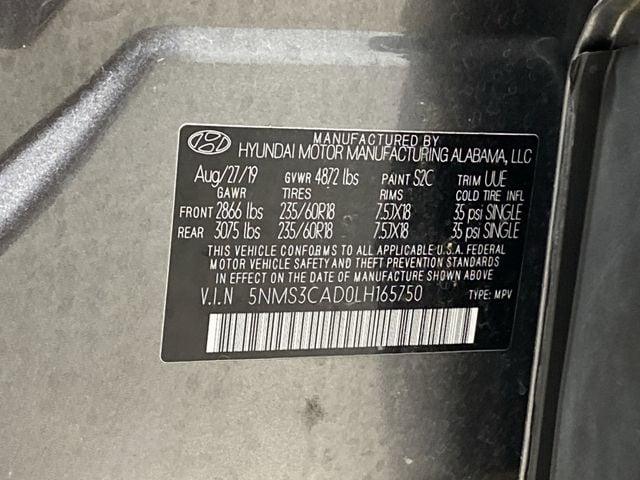 MANUFACTURED BY
HYUNDAI MOTOR MANUFACTURING ALABAMA, LLC
Aug/27/19 GVWR 4872 lbs PAINT S2C TRIM UUE
GAWR TIRES RIMS COLD TIRE INFL
FRONT 2866 lbs 235/60R18 7.5JX18 35 psi SINGLE
REAR 3075 lbs 235/60R18 7.5JX18 35 psi SINGLE
THIS VEHICLE CONFORMS TO ALL APPLICABLE U.S.A. FEDERAL
MOTOR VEHICLE SAFETY AND THEFT PREVENTION STANDARDS
IN EFFECT ON THE DATE OF MANUFACTURE SHOWN ABOVE.
V.I.N 5NMS3CAD0LH165750 TYPE: MPV